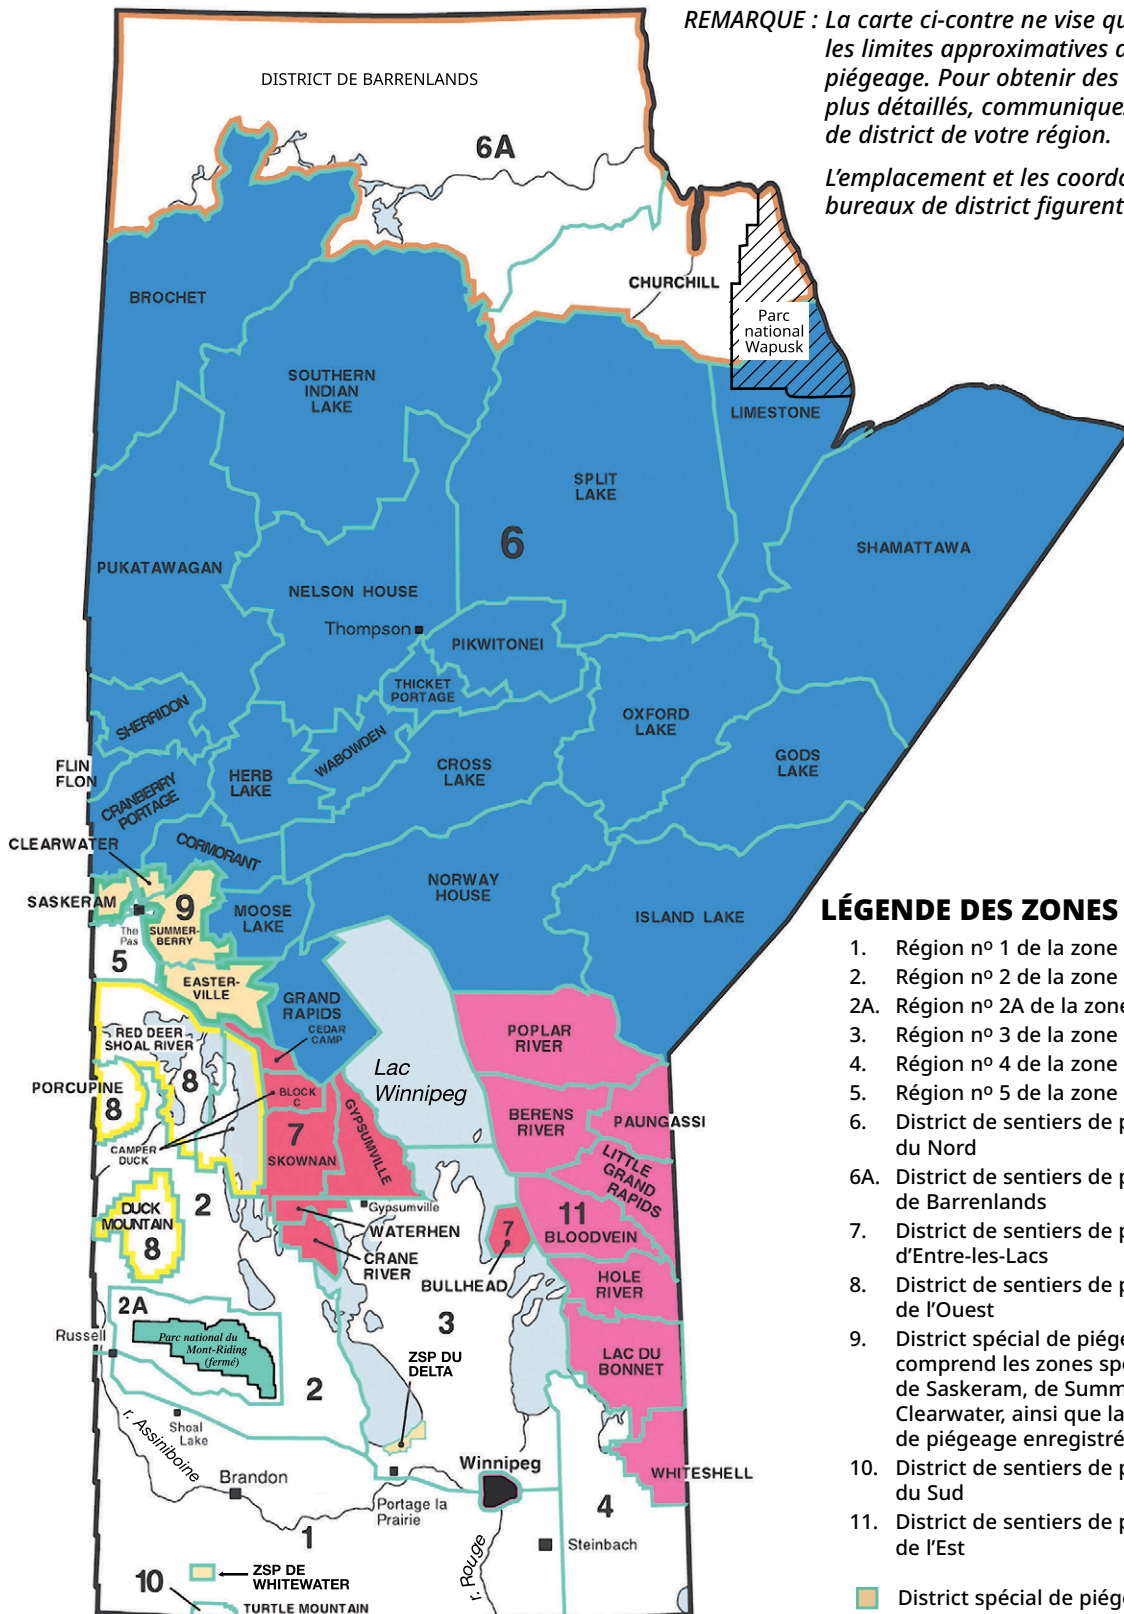 REMARQUE : La carte ci-contre ne vise qu
les limites approximatives d
piégeage. Pour obtenir des
plus détaillés, communique
de district de votre région.
L'emplacement et les coordo
bureaux de district figurent
DISTRICT DE BARRENLANDS
6A
CHURCHILL
Parc
national
Wapusk
BROCHET
SOUTHERN
INDIAN
LAKE
LIMESTONE
SPLIT
LAKE
6
SHAMATTAWA
PUKATAWAGAN
NELSON HOUSE
Thompson
PIKWITONEI
THICKET
PORTAGE
SHERRIDON
OXFORD
LAKE
WABOWDEN
GODS
LAKE
FLIN
FLON
HERB
LAKE
CROSS
LAKE
CRANBERRY
PORTAGE
CLEARWATER
CORMORANT
NORWAY
HOUSE
SASKERAM
9
SUMMER-
BERRY
MOOSE
LAKE
ISLAND LAKE
The
Pas
5
EASTER-
VILLE
GRAND
RAPIDS
CEDAR
CAMP
RED DEER
SHOAL RIVER
POPLAR
RIVER
Lac
Winnipeg
8
PORCUPINE
8
BLOCK
C
GYPSUMVILLE
BERENS
RIVER
PAUNGASSI
7
SKOWNAN
CAMPER
DUCK
LITTLE
GRAND
RAPIDS
2
DUCK
MOUNTAIN
8
Gypsumville
WATERHEN
7
11
BLOODVEIN
CRANE
RIVER
BULLHEAD
HOLE
RIVER
2A
3
Russell
Parc national du
Mont-Riding
(fermé)
ZSP DU
DELTA
LAC DU
BONNET
2
Shoal
Lake
r. Assiniboine
Brandon
Winnipeg
WHITESHELL
Portage la
Prairie
4
1
r. Rouge
Steinbach
10
ZSP DE
WHITEWATER
TURTLE MOUNTAIN
LÉGENDE DES ZONES
1. Région nº 1 de la zone
2. Région nº 2 de la zone
2A. Région nº 2A de la zone
3. Région nº 3 de la zone
4. Région nº 4 de la zone
5. Région nº 5 de la zone
6. District de sentiers de p
du Nord
6A. District de sentiers de p
de Barrenlands
7. District de sentiers de p
d'Entre-les-Lacs
8. District de sentiers de p
de l'Ouest
9. District spécial de piége
comprend les zones spé
de Saskeram, de Summ
Clearwater, ainsi que la
de piégeage enregistré
10. District de sentiers de p
du Sud
11. District de sentiers de p
de l'Est
District spécial de piége